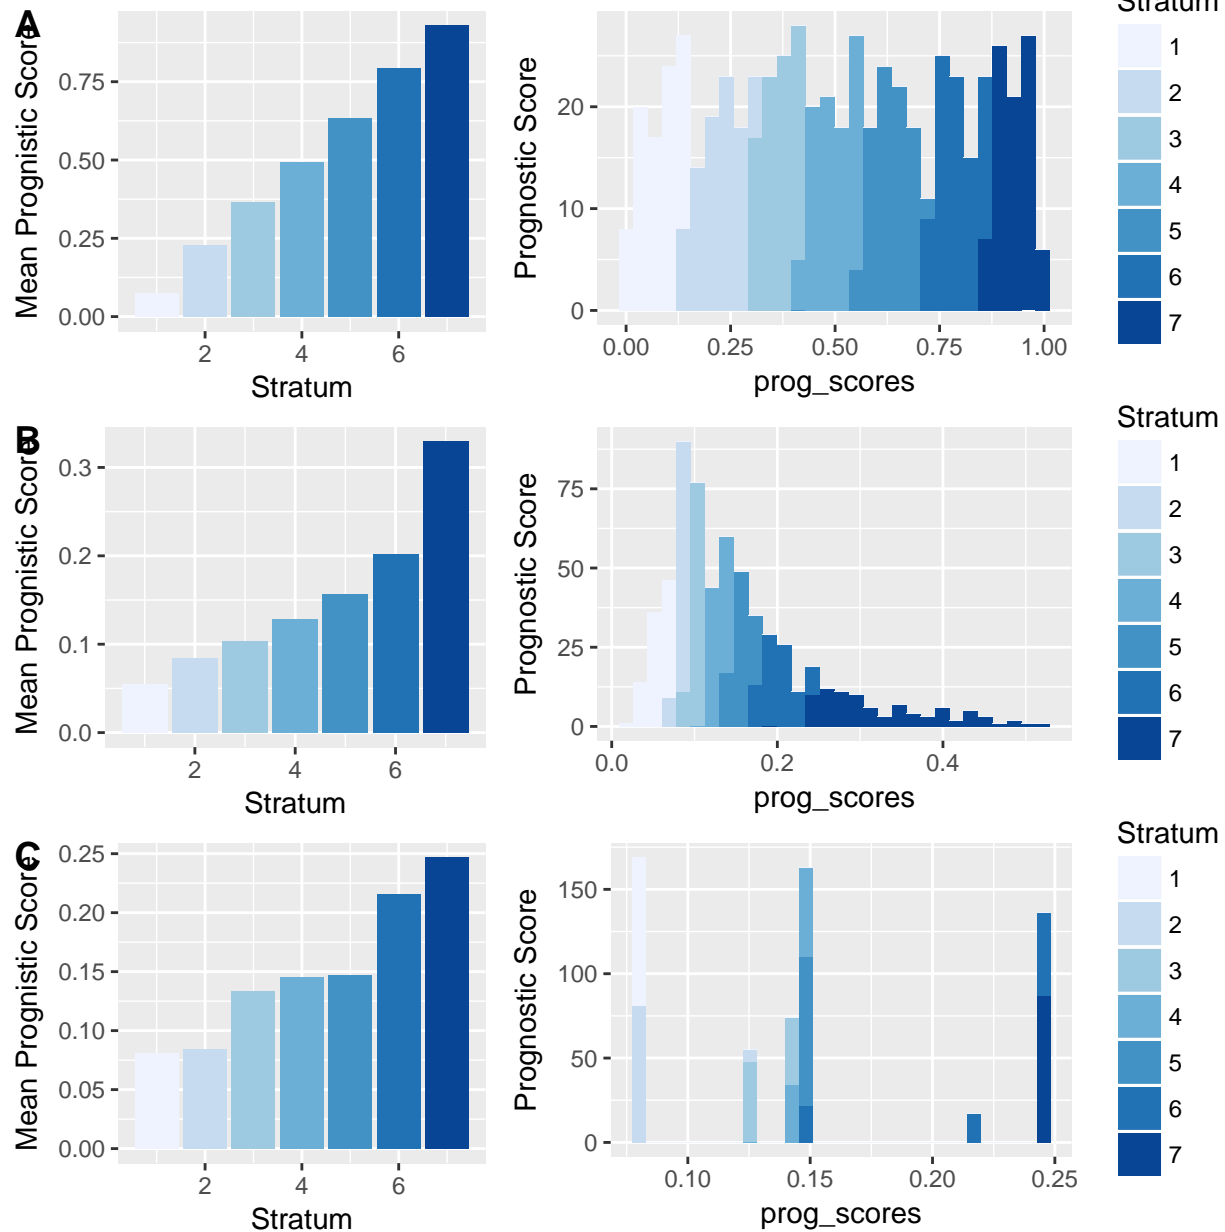 A
Mean Prognistic Score
0.75
0.50
0.25
0.00
2 4 6
Stratum
Prognostic Score
20
10
0
0.00 0.25 0.50 0.75 1.00
prog_scores
Stratum
1
2
3
4
5
6
7
B
Mean Prognistic Score
0.3
0.2
0.1
0.0
2 4 6
Stratum
Prognostic Score
75
50
25
0
0.0 0.2 0.4
prog_scores
Stratum
1
2
3
4
5
6
7
C
Mean Prognistic Score
0.25
0.20
0.15
0.10
0.05
0.00
2 4 6
Stratum
Prognostic Score
150
100
50
0
0.10 0.15 0.20 0.25
prog_scores
Stratum
1
2
3
4
5
6
7